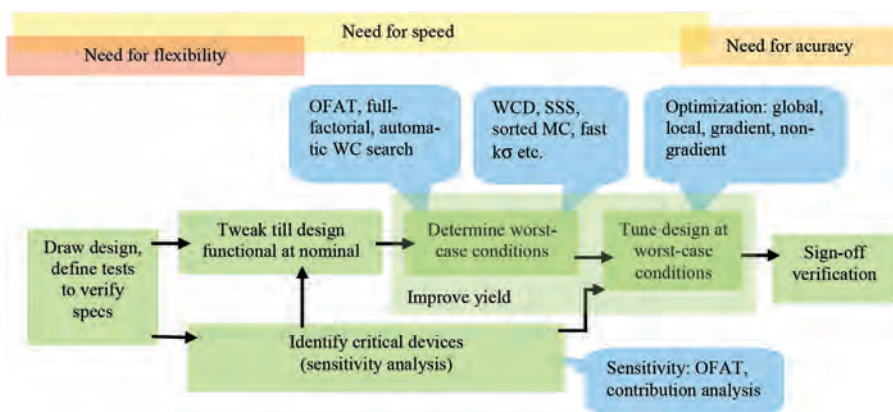 Need for speed
Need for flexibility
Need for acuracy
OFAT, full-
factorial, automa-
tic WC search
WCD, SSS,
sorted MC, fast
kσ etc.
Optimization: global,
local, gradient, non-
gradient
Draw design,
define tests
to verify
specs
Tweak till design
functional at nominal
Determine worst-
case conditions
Tune design at
worst-case
conditions
Sign-off
verification
Improve yield
Identify critical devices
(sensitivity analysis)
Sensitivity: OFAT,
contribution analysis